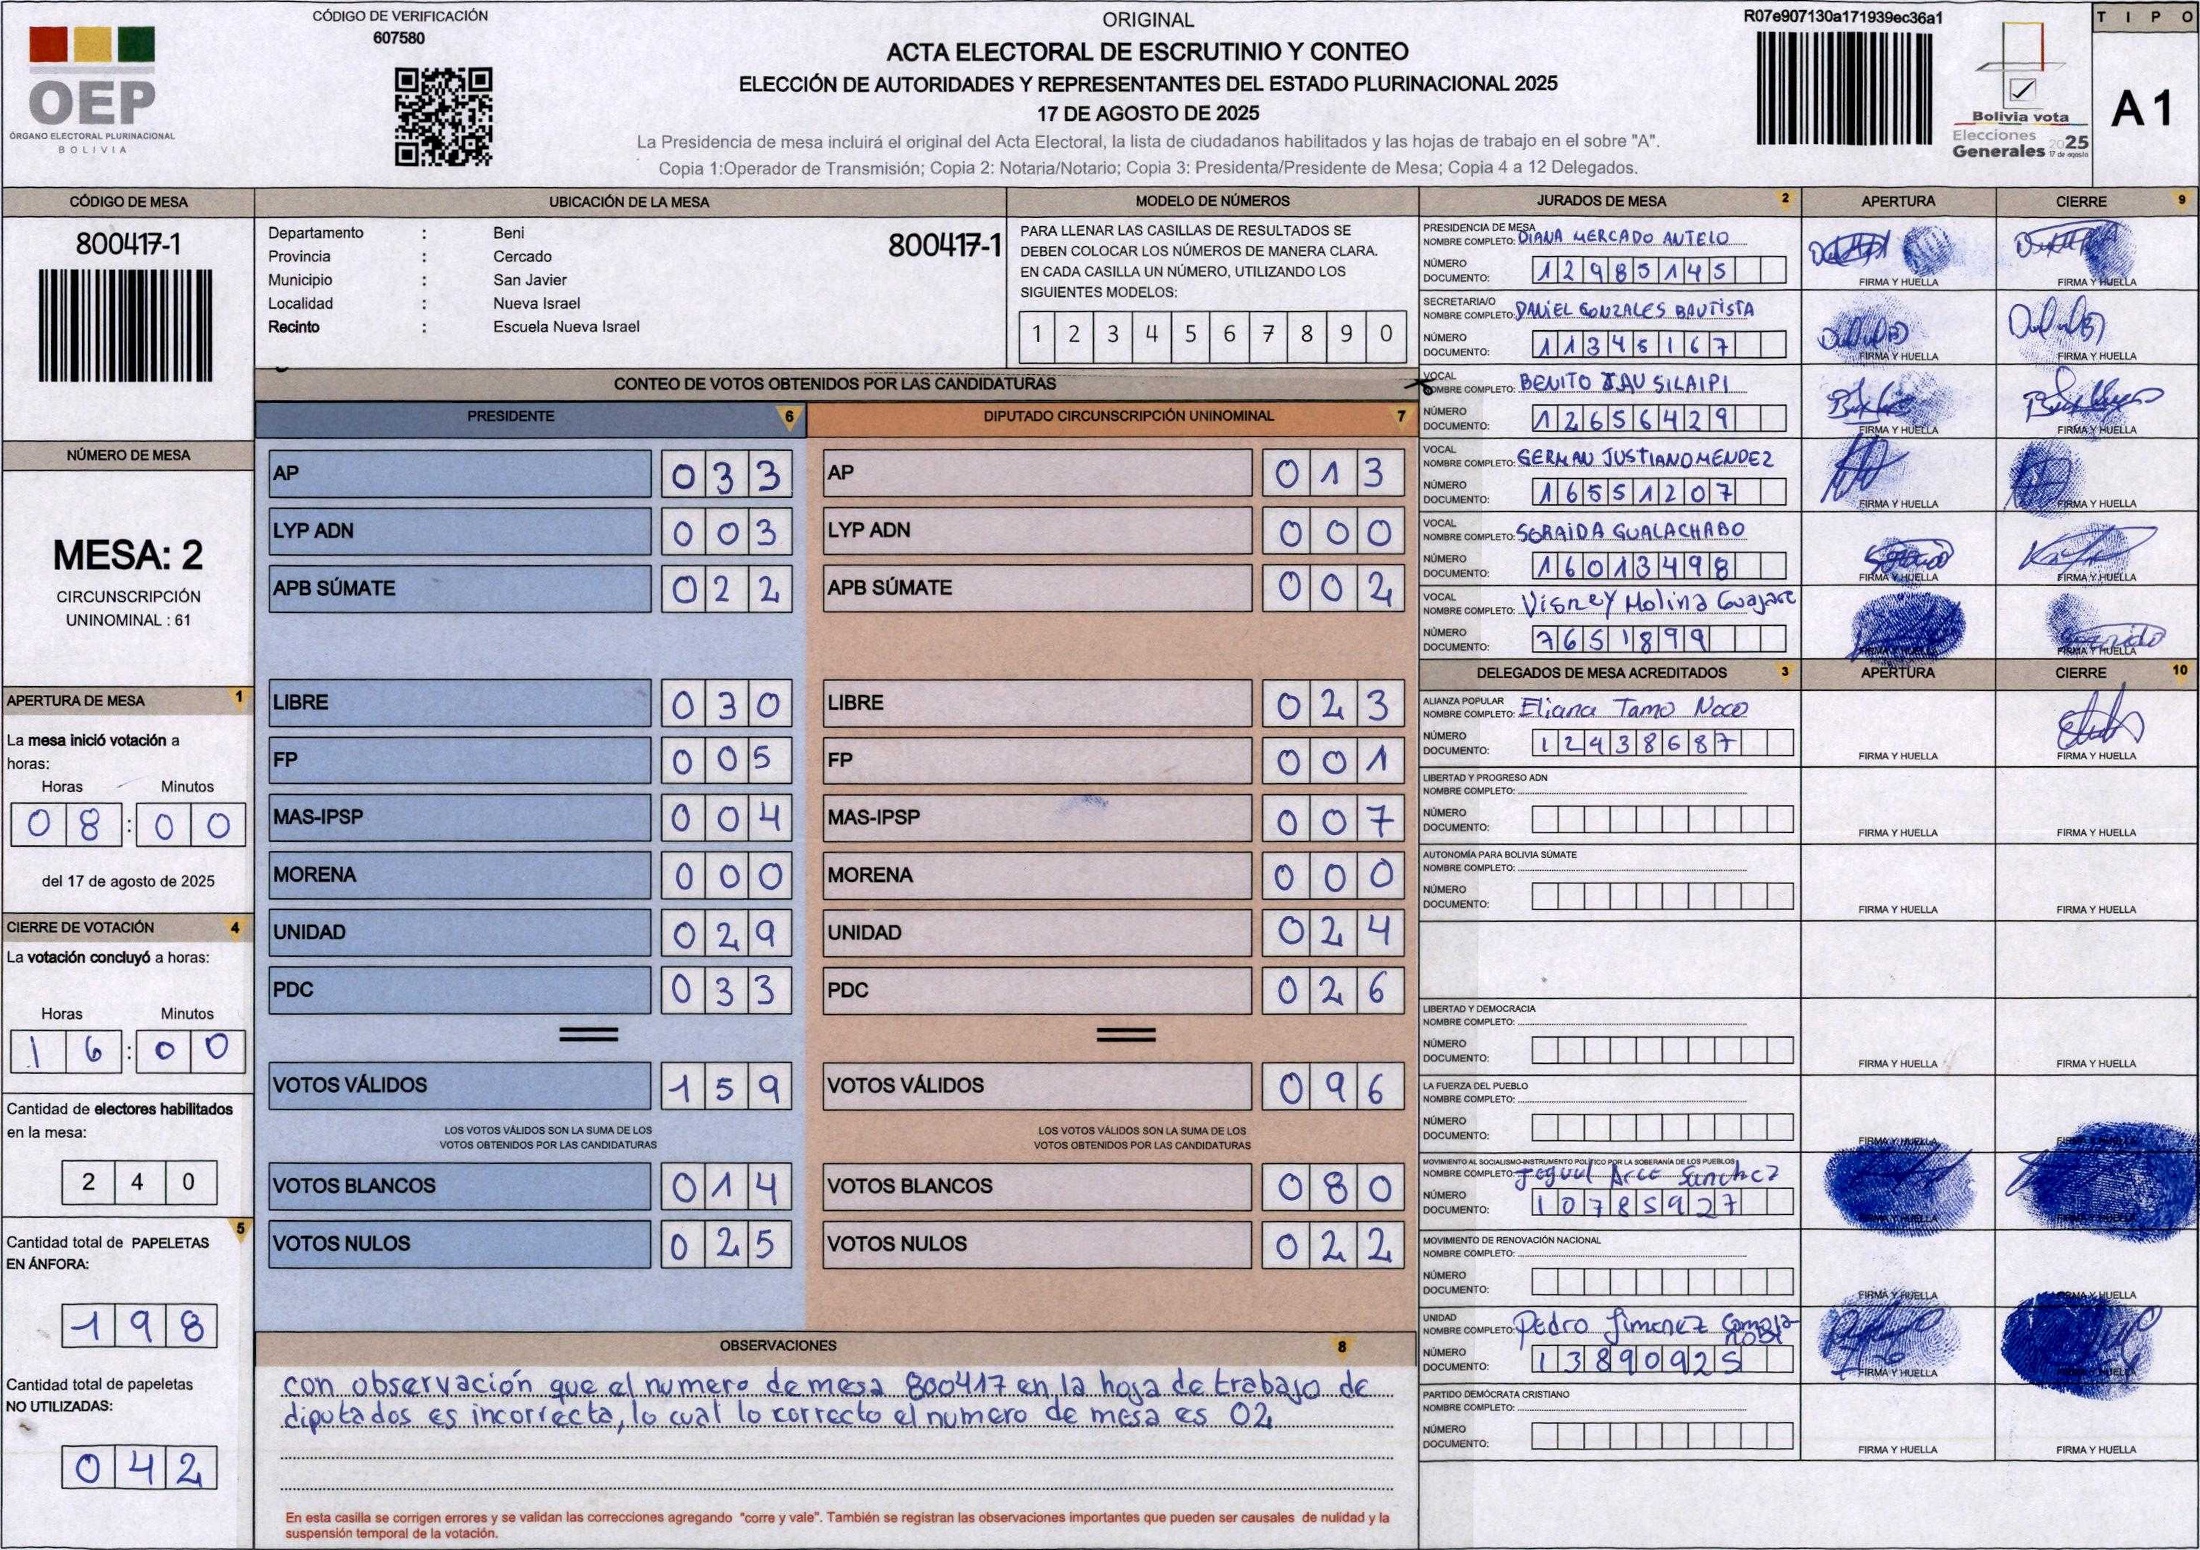 OEP
ÓRGANO ELECTORAL PLURINACIONAL
BOLIVIA
CÓDIGO DE VERIFICACIÓN
607580
ORIGINAL
ACTA ELECTORAL DE ESCRUTINIO Y CONTEO
ELECCIÓN DE AUTORIDADES Y REPRESENTANTES DEL ESTADO PLURINACIONAL 2025
17 DE AGOSTO DE 2025
La Presidencia de mesa incluirá el original del Acta Electoral, la lista de ciudadanos habilitados y las hojas de trabajo en el sobre "A".
Copia 1:Operador de Transmisión; Copia 2: Notaria/Notario; Copia 3: Presidenta/Presidente de Mesa; Copia 4 a 12 Delegados.
R07e907130a171939ec36a1
Bolivia vota
Elecciones
Generales 2025
17 de agosto
TIPO
A 1
CÓDIGO DE MESA
800417-1
NÚMERO DE MESA
MESA: 2
CIRCUNSCRIPCIÓN
UNINOMINAL : 61
APERTURA DE MESA 1
La mesa inició votación a
horas:
Horas Minutos
08 : 00
del 17 de agosto de 2025
CIERRE DE VOTACIÓN 4
La votación concluyó a horas:
Horas Minutos
16 : 00
Cantidad de electores habilitados
en la mesa:
240
5
Cantidad total de PAPELETAS
EN ÁNFORA:
198
Cantidad total de papeletas
NO UTILIZADAS:
042
UBICACIÓN DE LA MESA
Departamento : Beni
800417-1
Provincia : Cercado
Municipio : San Javier
Localidad : Nueva Israel
Recinto : Escuela Nueva Israel
MODELO DE NÚMEROS
PARA LLENAR LAS CASILLAS DE RESULTADOS SE
DEBEN COLOCAR LOS NÚMEROS DE MANERA CLARA.
EN CADA CASILLA UN NÚMERO, UTILIZANDO LOS
SIGUIENTES MODELOS:
1 2 3 4 5 6 7 8 9 0
CONTEO DE VOTOS OBTENIDOS POR LAS CANDIDATURAS
PRESIDENTE 6
AP 033
LYP ADN 003
APB SÚMATE 022
LIBRE 030
FP 005
MAS-IPSP 004
MORENA 000
UNIDAD 029
PDC 033
VOTOS VÁLIDOS 159
LOS VOTOS VÁLIDOS SON LA SUMA DE LOS
VOTOS OBTENIDOS POR LAS CANDIDATURAS
VOTOS BLANCOS 014
VOTOS NULOS 025
DIPUTADO CIRCUNSCRIPCIÓN UNINOMINAL 7
AP 013
LYP ADN 000
APB SÚMATE 002
LIBRE 023
FP 001
MAS-IPSP 007
MORENA 000
UNIDAD 024
PDC 026
VOTOS VÁLIDOS 096
LOS VOTOS VÁLIDOS SON LA SUMA DE LOS
VOTOS OBTENIDOS POR LAS CANDIDATURAS
VOTOS BLANCOS 080
VOTOS NULOS 022
OBSERVACIONES 8
con observación que el numero de mesa 800417 en la hoja de trabajo de
diputados es incorrecta, lo cual lo correcto el numero de mesa es 02
En esta casilla se corrigen errores y se validan las correcciones agregando "corre y vale". También se registran las observaciones importantes que pueden ser causales de nulidad y la
suspensión temporal de la votación.
JURADOS DE MESA 2 APERTURA CIERRE 9
PRESIDENCIA DE MESA
NOMBRE COMPLETO: DIANA MERCADO ANTELO
NÚMERO
DOCUMENTO: 12985145
FIRMA Y HUELLA FIRMA Y HUELLA
SECRETARIA/O
NOMBRE COMPLETO: DANIEL GONZALES BAUTISTA
NÚMERO
DOCUMENTO: 11345167
FIRMA Y HUELLA FIRMA Y HUELLA
VOCAL
NOMBRE COMPLETO: BENITO JAU SILAIPI
NÚMERO
DOCUMENTO: 12656429
FIRMA Y HUELLA FIRMA Y HUELLA
VOCAL
NOMBRE COMPLETO: GERMAN JUSTIANO MENDEZ
NÚMERO
DOCUMENTO: 16551207
FIRMA Y HUELLA FIRMA Y HUELLA
VOCAL
NOMBRE COMPLETO: SORAIDA GUALACHABO
NÚMERO
DOCUMENTO: 16013498
FIRMA Y HUELLA FIRMA Y HUELLA
VOCAL
NOMBRE COMPLETO: Visney Molina
NÚMERO
DOCUMENTO: 7651899
FIRMA Y HUELLA FIRMA Y HUELLA
DELEGADOS DE MESA ACREDITADOS 3 APERTURA CIERRE 10
ALIANZA POPULAR
NOMBRE COMPLETO: Eliana Tamo Noco
NÚMERO
DOCUMENTO: 12438687
FIRMA Y HUELLA FIRMA Y HUELLA
LIBERTAD Y PROGRESO ADN
NOMBRE COMPLETO:
NÚMERO
DOCUMENTO:
FIRMA Y HUELLA FIRMA Y HUELLA
AUTONOMÍA PARA BOLIVIA SÚMATE
NOMBRE COMPLETO:
NÚMERO
DOCUMENTO:
FIRMA Y HUELLA FIRMA Y HUELLA
LIBERTAD Y DEMOCRACIA
NOMBRE COMPLETO:
NÚMERO
DOCUMENTO:
FIRMA Y HUELLA FIRMA Y HUELLA
LA FUERZA DEL PUEBLO
NOMBRE COMPLETO:
NÚMERO
DOCUMENTO:
FIRMA Y HUELLA FIRMA Y HUELLA
MOVIMIENTO AL SOCIALISMO-INSTRUMENTO POLÍTICO POR LA SOBERANÍA DE LOS PUEBLOS
NOMBRE COMPLETO: Arce Sanchez
NÚMERO
DOCUMENTO: 10785927
FIRMA Y HUELLA FIRMA Y HUELLA
MOVIMIENTO DE RENOVACIÓN NACIONAL
NOMBRE COMPLETO:
NÚMERO
DOCUMENTO:
FIRMA Y HUELLA FIRMA Y HUELLA
UNIDAD
NOMBRE COMPLETO: Pedro Jimenez
NÚMERO
DOCUMENTO: 13890925
FIRMA Y HUELLA FIRMA Y HUELLA
PARTIDO DEMÓCRATA CRISTIANO
NOMBRE COMPLETO:
NÚMERO
DOCUMENTO:
FIRMA Y HUELLA FIRMA Y HUELLA